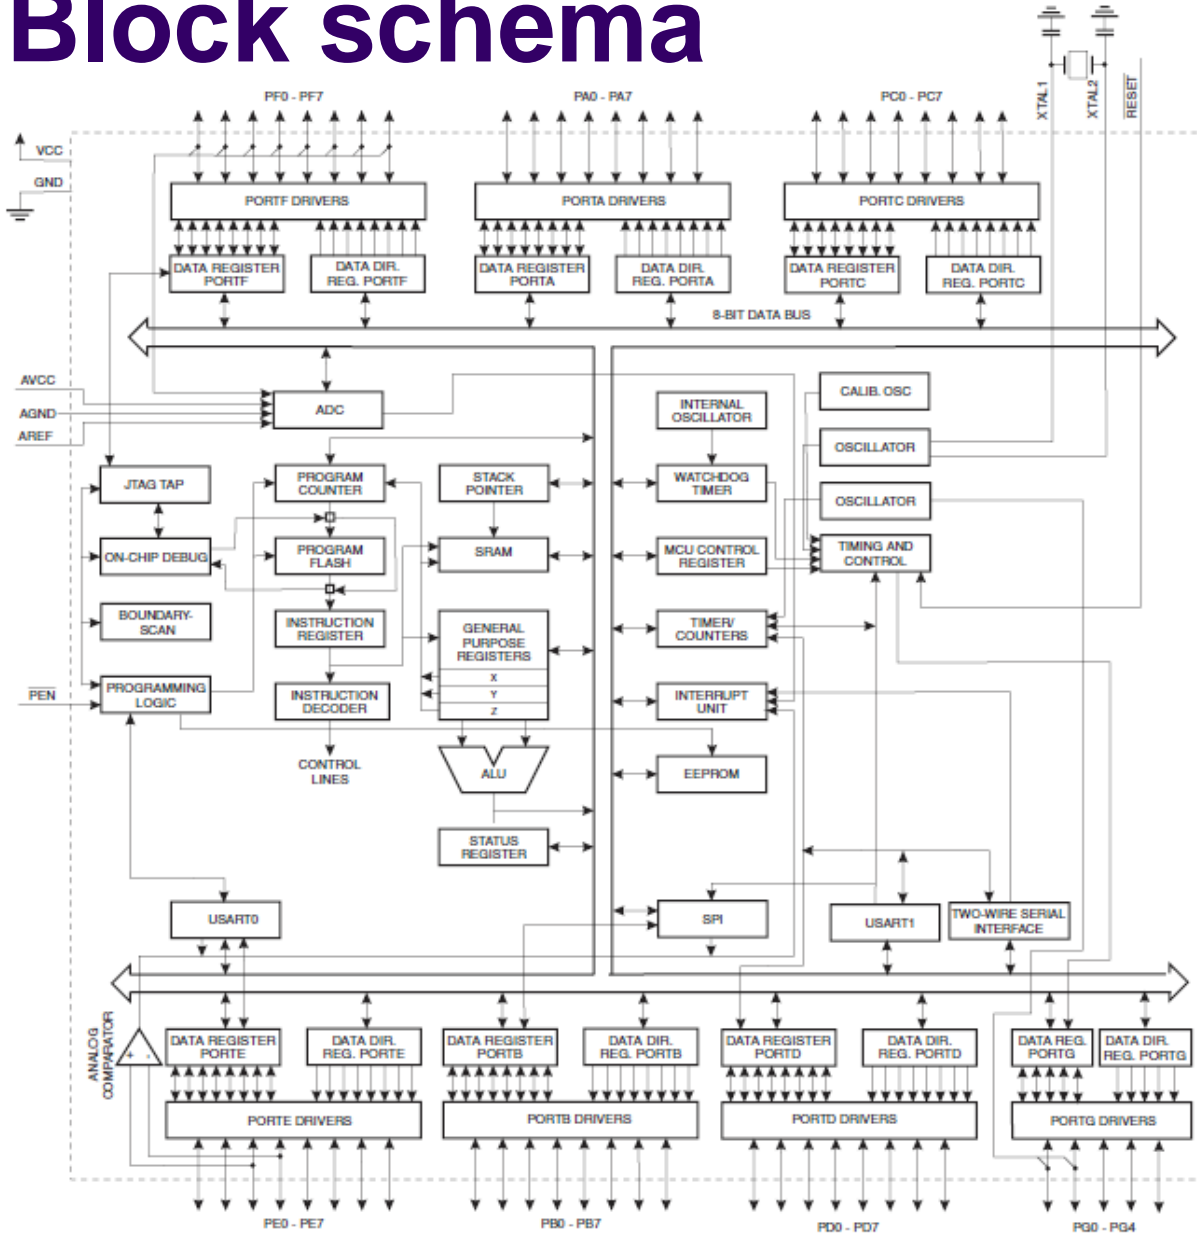 Block schema
XTAL1
XTAL2
RESET
PF0 - PF7
PA0 - PA7
PC0 - PC7
VCC
GND
PORTF DRIVERS
PORTA DRIVERS
PORTC DRIVERS
DATA REGISTER
PORTF
DATA DIR.
REG. PORTF
DATA REGISTER
PORTA
DATA DIR.
REG. PORTA
DATA REGISTER
PORTC
DATA DIR.
REG. PORTC
8-BIT DATA BUS
AVCC
AGND
AREF
ADC
INTERNAL
OSCILLATOR
CALIB. OSC
OSCILLATOR
JTAG TAP
PROGRAM
COUNTER
STACK
POINTER
WATCHDOG
TIMER
OSCILLATOR
ON-CHIP DEBUG
PROGRAM
FLASH
SRAM
MCU CONTROL
REGISTER
TIMING AND
CONTROL
BOUNDARY-
SCAN
INSTRUCTION
REGISTER
GENERAL
PURPOSE
REGISTERS
X
Y
Z
TIMER/
COUNTERS
PEN
PROGRAMMING
LOGIC
INSTRUCTION
DECODER
INTERRUPT
UNIT
CONTROL
LINES
ALU
EEPROM
STATUS
REGISTER
USART0
SPI
USART1
TWO-WIRE SERIAL
INTERFACE
ANALOG
COMPARATOR
+ -
DATA REGISTER
PORTE
DATA DIR.
REG. PORTE
DATA REGISTER
PORTB
DATA DIR.
REG. PORTB
DATA REGISTER
PORTD
DATA DIR.
REG. PORTD
DATA REG.
PORTG
DATA DIR.
REG. PORTG
PORTE DRIVERS
PORTB DRIVERS
PORTD DRIVERS
PORTG DRIVERS
PE0 - PE7
PB0 - PB7
PD0 - PD7
PG0 - PG4